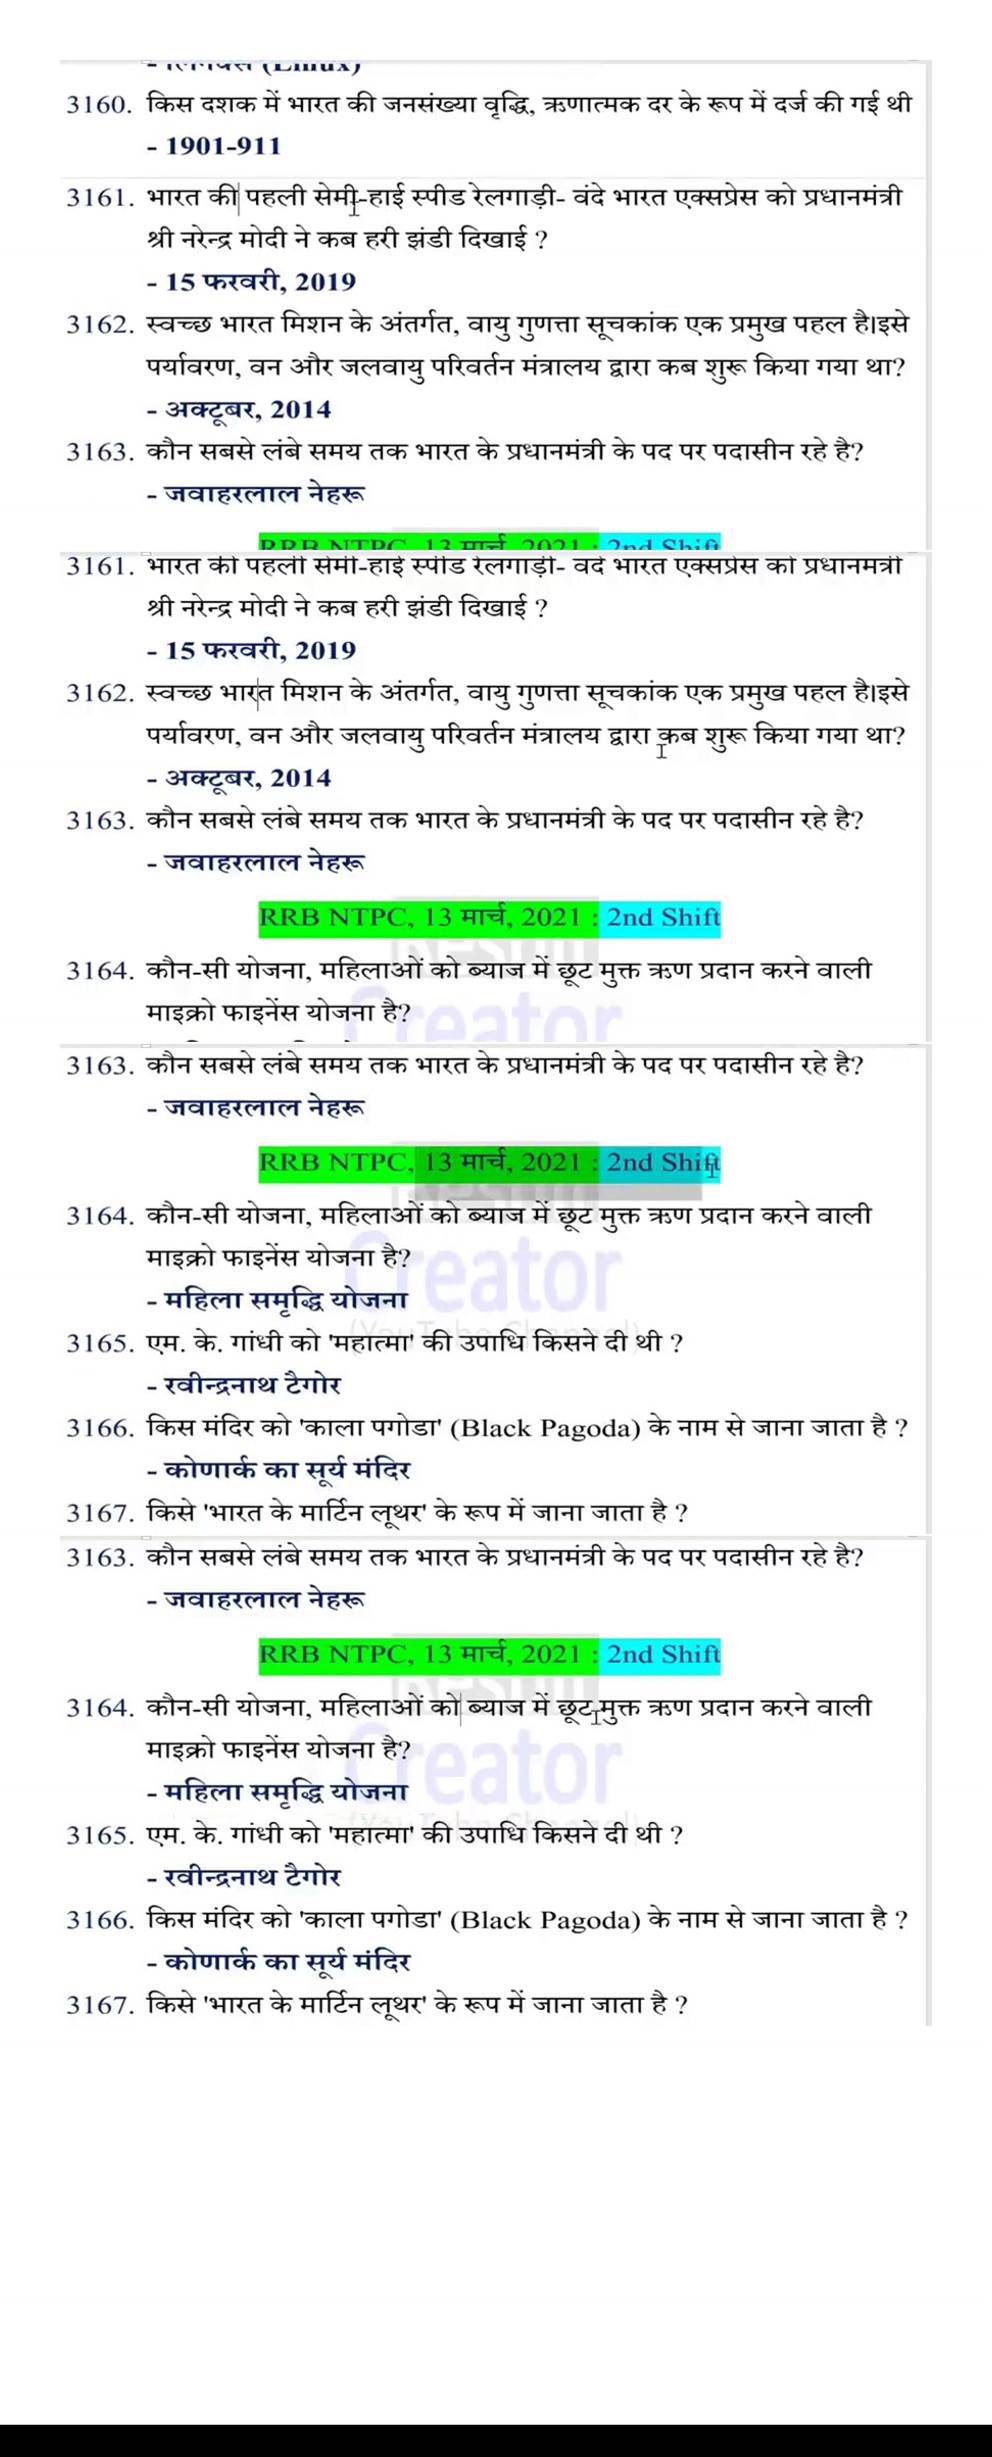 - लिनक्स (Linux)
3160. किस दशक में भारत की जनसंख्या वृद्धि, ऋणात्मक दर के रूप में दर्ज की गई थी
- 1901-911
3161. भारत की पहली सेमी-हाई स्पीड रेलगाड़ी- वंदे भारत एक्सप्रेस को प्रधानमंत्री
श्री नरेन्द्र मोदी ने कब हरी झंडी दिखाई ?
- 15 फरवरी, 2019
3162. स्वच्छ भारत मिशन के अंतर्गत, वायु गुणत्ता सूचकांक एक प्रमुख पहल है।इसे
पर्यावरण, वन और जलवायु परिवर्तन मंत्रालय द्वारा कब शुरू किया गया था?
- अक्टूबर, 2014
3163. कौन सबसे लंबे समय तक भारत के प्रधानमंत्री के पद पर पदासीन रहे है?
- जवाहरलाल नेहरू
RRB NTPC, 13 मार्च, 2021 : 2nd Shift
3161. भारत की पहली सेमी-हाई स्पीड रेलगाड़ी- वंदे भारत एक्सप्रेस को प्रधानमंत्री
श्री नरेन्द्र मोदी ने कब हरी झंडी दिखाई ?
- 15 फरवरी, 2019
3162. स्वच्छ भारत मिशन के अंतर्गत, वायु गुणत्ता सूचकांक एक प्रमुख पहल है।इसे
पर्यावरण, वन और जलवायु परिवर्तन मंत्रालय द्वारा कब शुरू किया गया था?
- अक्टूबर, 2014
3163. कौन सबसे लंबे समय तक भारत के प्रधानमंत्री के पद पर पदासीन रहे है?
- जवाहरलाल नेहरू
RRB NTPC, 13 मार्च, 2021 : 2nd Shift
3164. कौन-सी योजना, महिलाओं को ब्याज में छूट मुक्त ऋण प्रदान करने वाली
माइक्रो फाइनेंस योजना है?
Creator
3163. कौन सबसे लंबे समय तक भारत के प्रधानमंत्री के पद पर पदासीन रहे है?
- जवाहरलाल नेहरू
RRB NTPC, 13 मार्च, 2021 : 2nd Shift
3164. कौन-सी योजना, महिलाओं को ब्याज में छूट मुक्त ऋण प्रदान करने वाली
माइक्रो फाइनेंस योजना है?
Creator
- महिला समृद्धि योजना
(YouTube Channel)
3165. एम. के. गांधी को 'महात्मा' की उपाधि किसने दी थी ?
- रवीन्द्रनाथ टैगोर
3166. किस मंदिर को 'काला पगोडा' (Black Pagoda) के नाम से जाना जाता है ?
- कोणार्क का सूर्य मंदिर
3167. किसे 'भारत के मार्टिन लूथर' के रूप में जाना जाता है ?
3163. कौन सबसे लंबे समय तक भारत के प्रधानमंत्री के पद पर पदासीन रहे है?
- जवाहरलाल नेहरू
RRB NTPC, 13 मार्च, 2021 : 2nd Shift
3164. कौन-सी योजना, महिलाओं को ब्याज में छूट मुक्त ऋण प्रदान करने वाली
माइक्रो फाइनेंस योजना है?
Creator
- महिला समृद्धि योजना
(YouTube Channel)
3165. एम. के. गांधी को 'महात्मा' की उपाधि किसने दी थी ?
- रवीन्द्रनाथ टैगोर
3166. किस मंदिर को 'काला पगोडा' (Black Pagoda) के नाम से जाना जाता है ?
- कोणार्क का सूर्य मंदिर
3167. किसे 'भारत के मार्टिन लूथर' के रूप में जाना जाता है ?